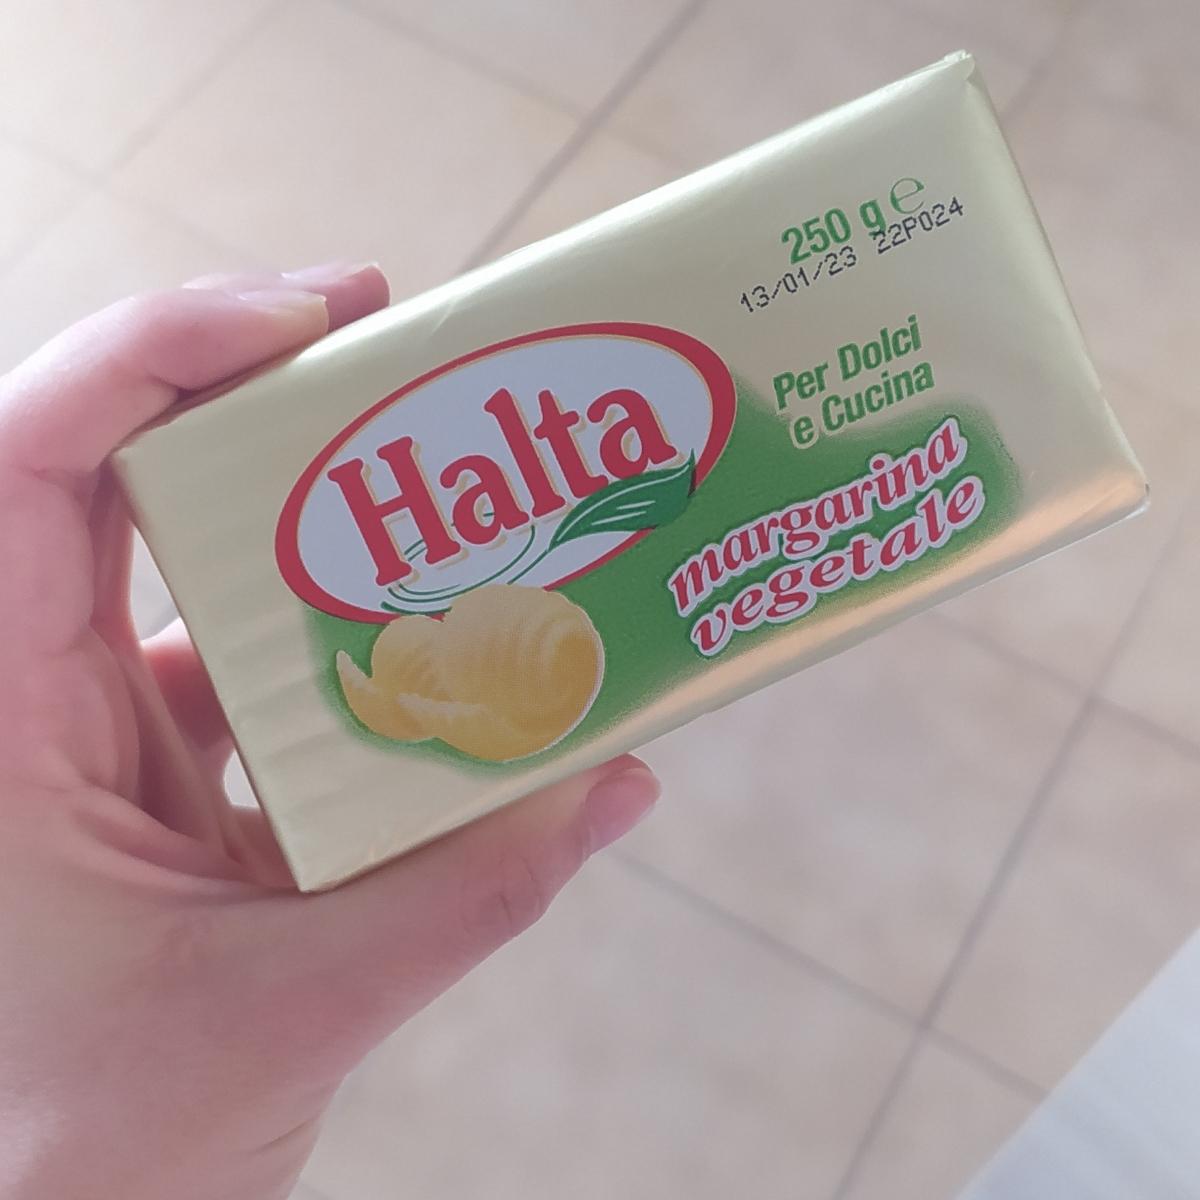 250 g e
13/01/23 22P024
Halta
Per Dolci
e Cucina
margarina
vegetale